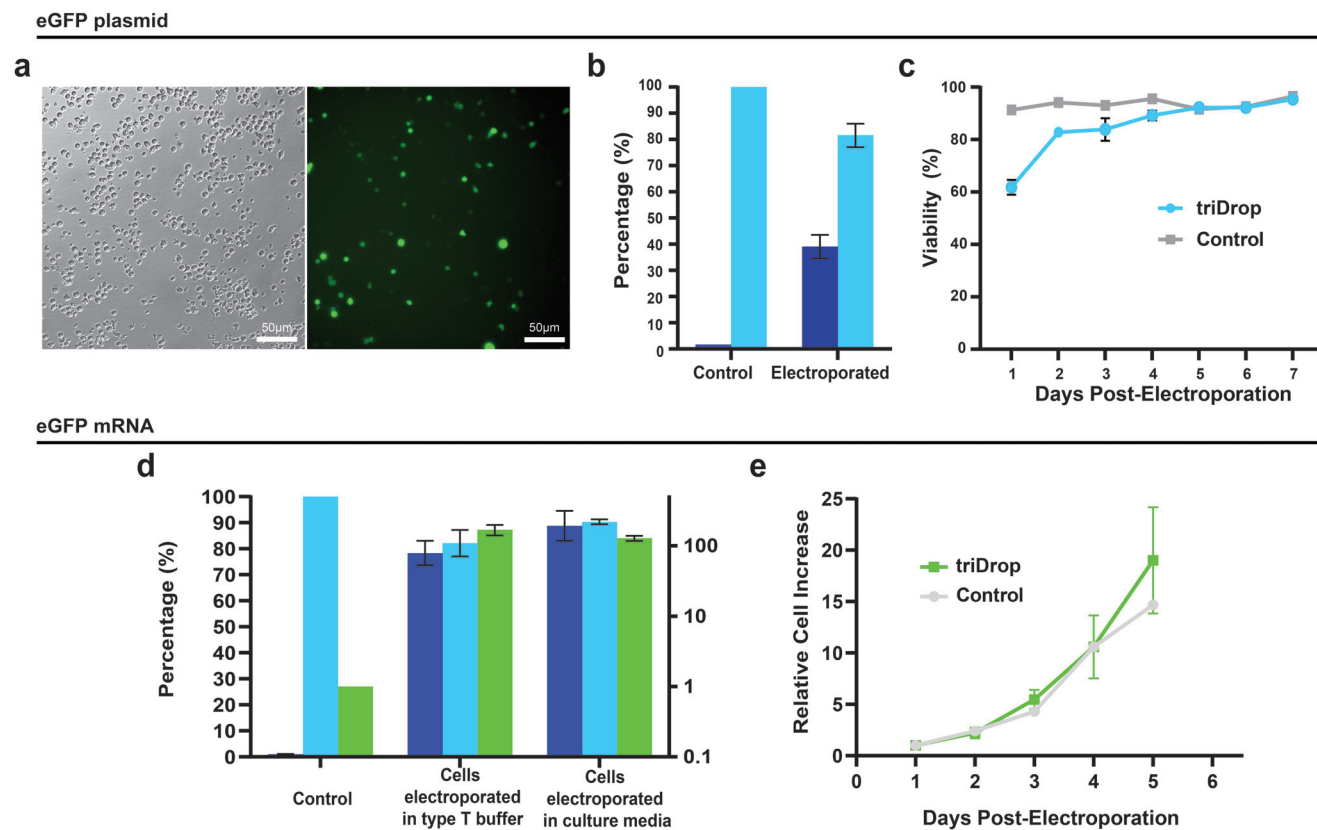 eGFP plasmid
a
50µm
50µm
b
Percentage (%)
100
90
80
70
60
50
40
30
20
10
0
Control
Electroporated
c
Viability (%)
100
80
60
40
20
0
triDrop
Control
1 2 3 4 5 6 7
Days Post-Electroporation
eGFP mRNA
d
Percentage (%)
100
90
80
70
60
50
40
30
20
10
0
100
10
1
0.1
Control
Cells
electroporated
in type T buffer
Cells
electroporated
in culture media
e
Relative Cell Increase
25
20
15
10
5
0
triDrop
Control
0 1 2 3 4 5 6
Days Post-Electroporation